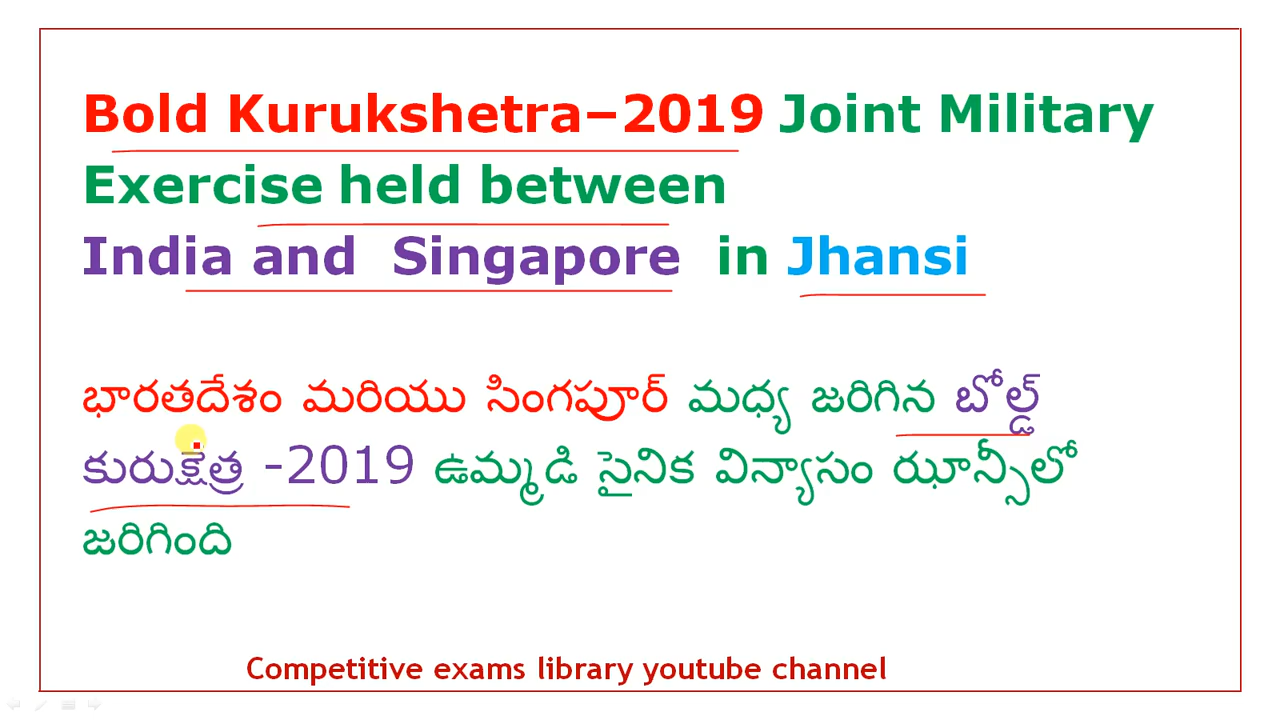 Bold Kurukshetra–2019 Joint Military
Exercise held between
India and Singapore in Jhansi
భారతదేశం మరియు సింగపూర్ మధ్య జరిగిన బోల్డ్
కురుక్షేత్ర -2019 ఉమ్మడి సైనిక విన్యాసం ఝాన్సీలో
జరిగింది
Competitive exams library youtube channel